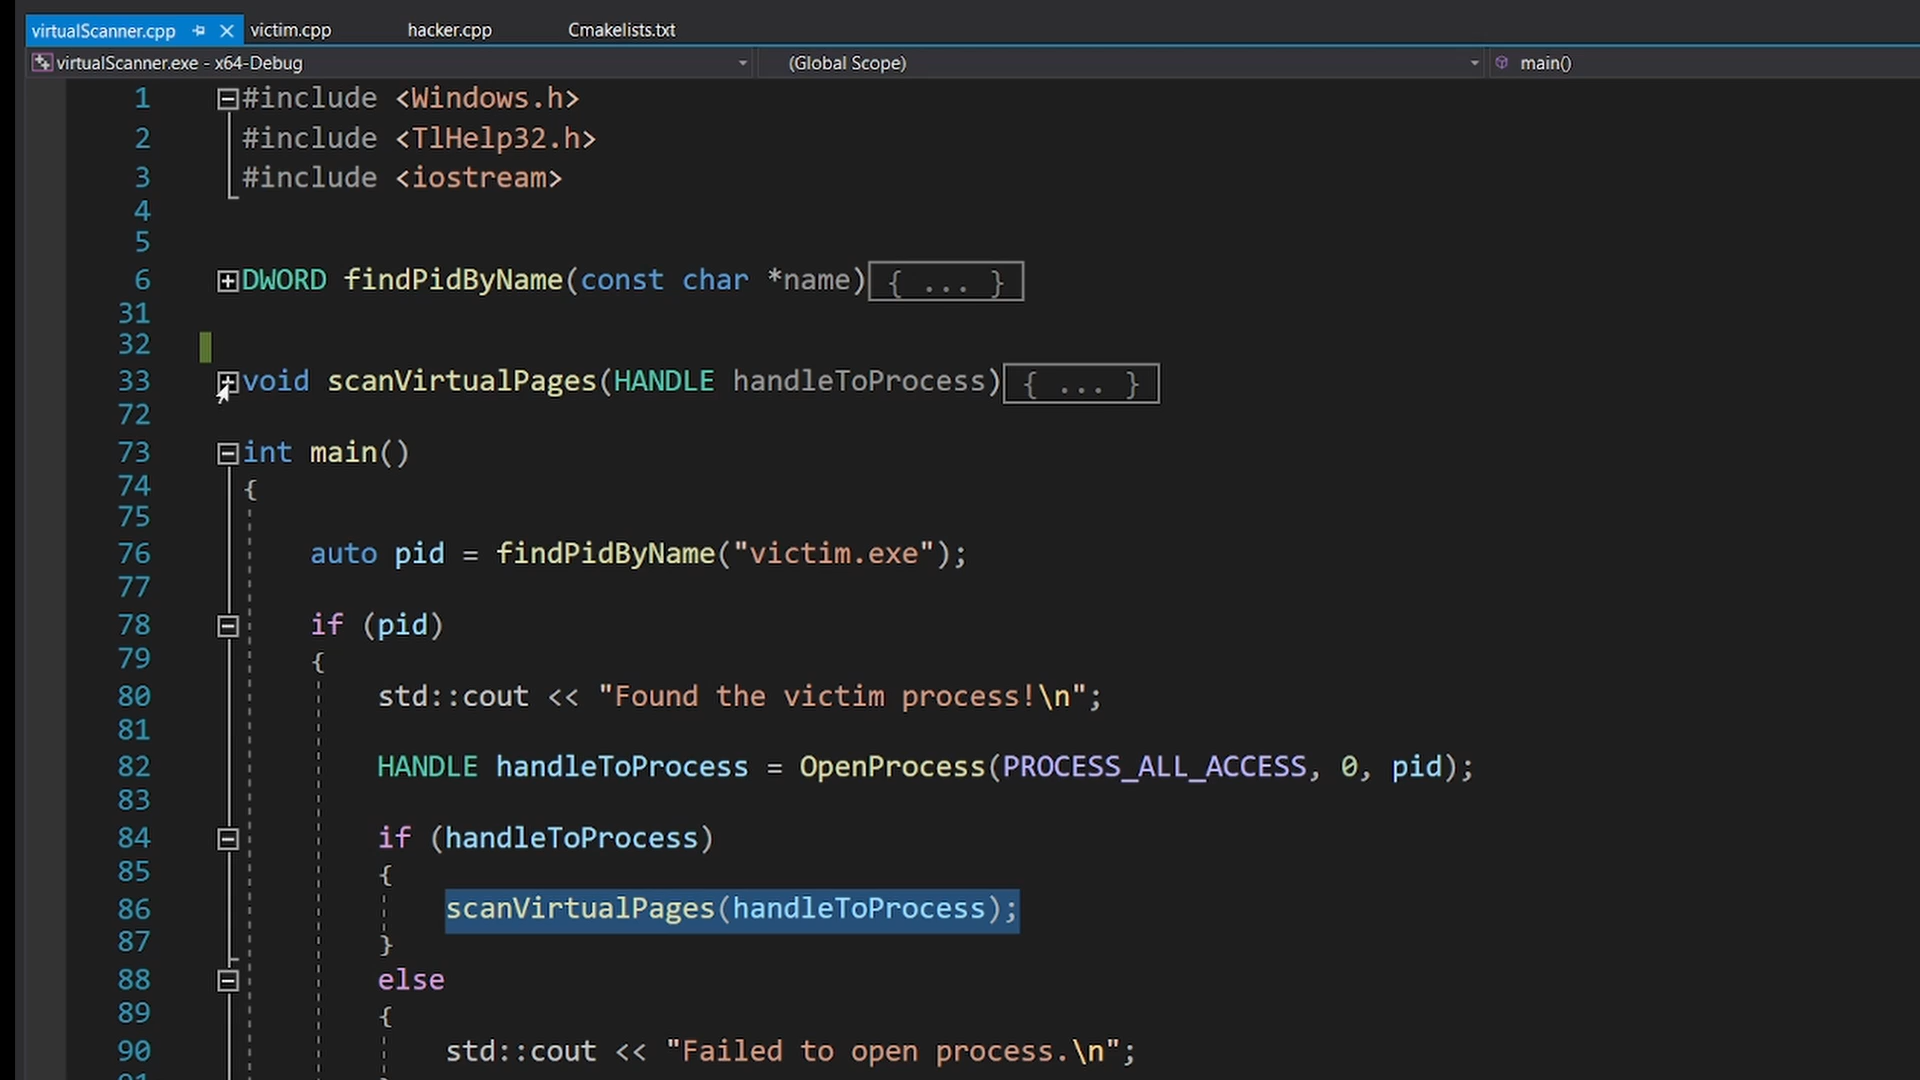 virtualScanner.cpp victim.cpp hacker.cpp Cmakelists.txt
virtualScanner.exe - x64-Debug (Global Scope) main()
1 #include <Windows.h>
2 #include <TlHelp32.h>
3 #include <iostream>
4
5
6 DWORD findPidByName(const char *name){ ... }
31
32
33 void scanVirtualPages(HANDLE handleToProcess){ ... }
72
73 int main()
74 {
75
76 auto pid = findPidByName("victim.exe");
77
78 if (pid)
79 {
80 std::cout << "Found the victim process!\n";
81
82 HANDLE handleToProcess = OpenProcess(PROCESS_ALL_ACCESS, 0, pid);
83
84 if (handleToProcess)
85 {
86 scanVirtualPages(handleToProcess);
87 }
88 else
89 {
90 std::cout << "Failed to open process.\n";